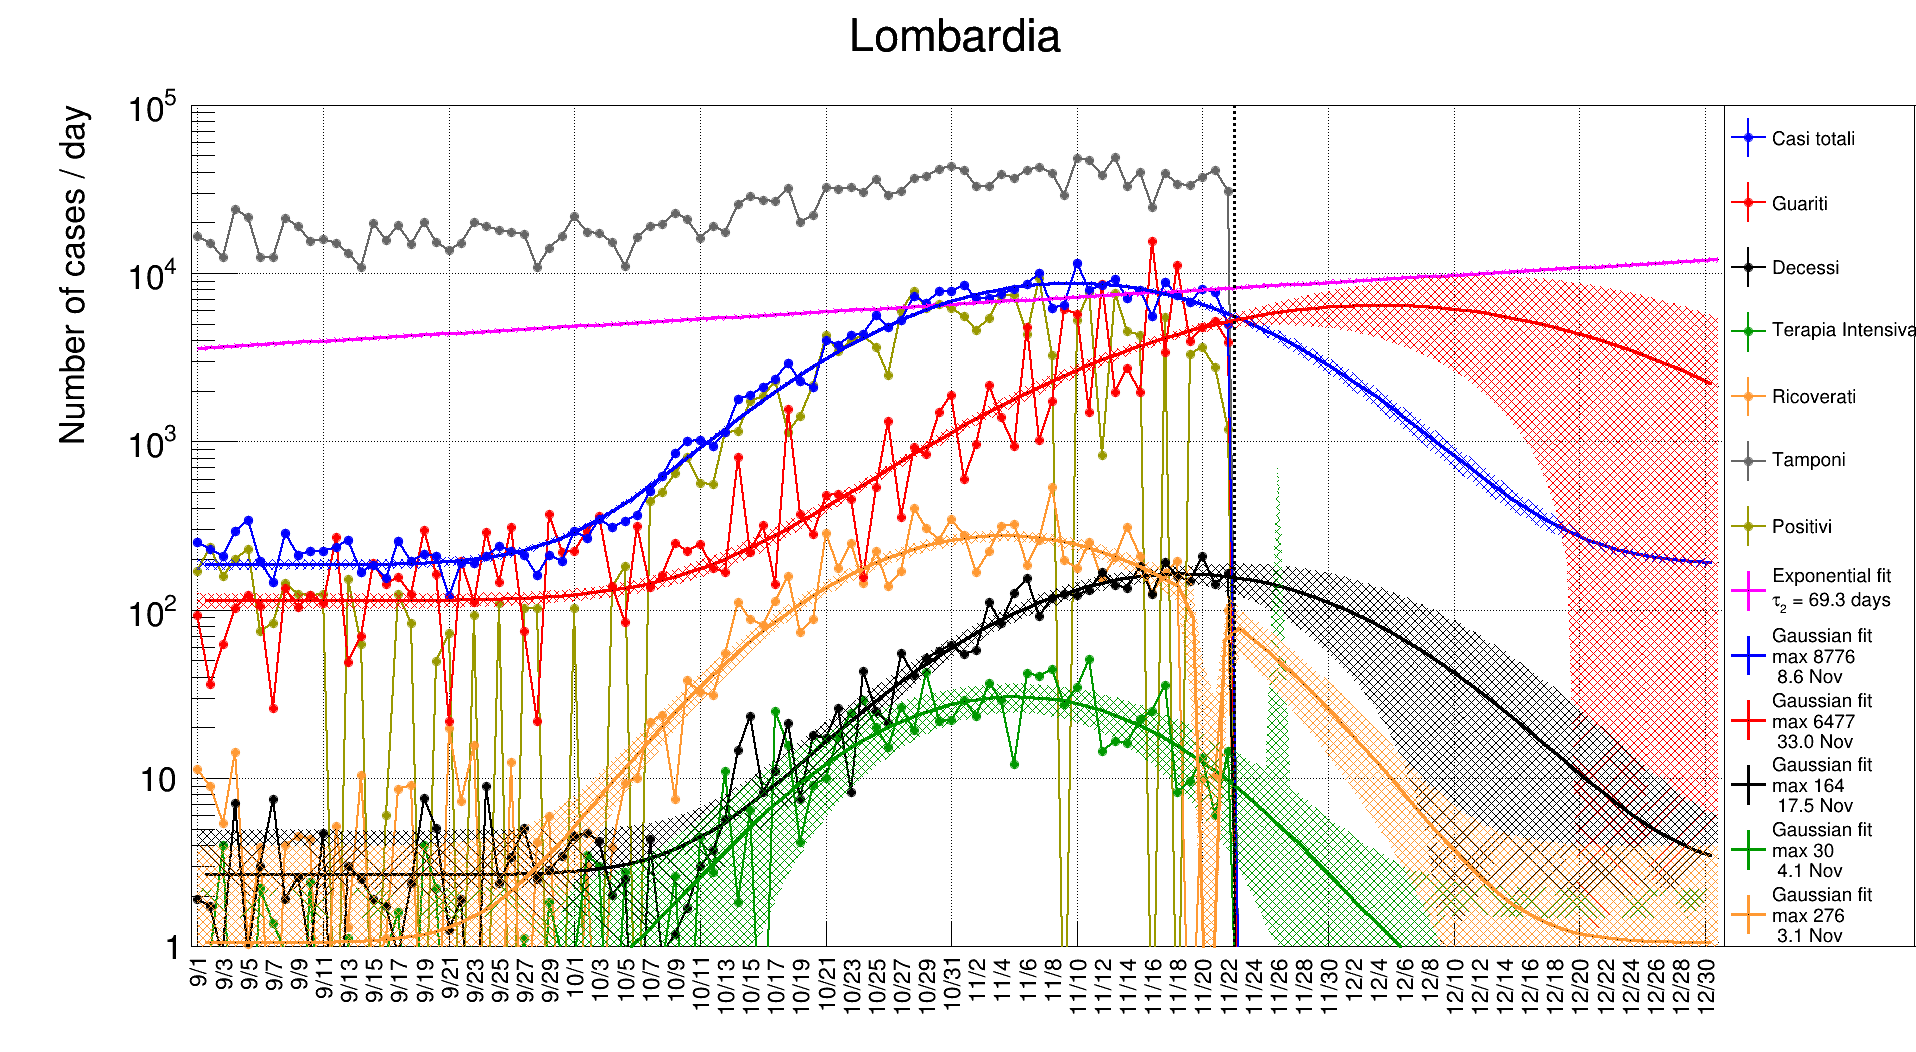 Lombardia
Number of cases / day
10^5
10^4
10^3
10^2
10
1
9/1
9/3
9/5
9/7
9/9
9/11
9/13
9/15
9/17
9/19
9/21
9/23
9/25
9/27
9/29
10/1
10/3
10/5
10/7
10/9
10/11
10/13
10/15
10/17
10/19
10/21
10/23
10/25
10/27
10/29
10/31
11/2
11/4
11/6
11/8
11/10
11/12
11/14
11/16
11/18
11/20
11/22
11/24
11/26
11/28
11/30
12/2
12/4
12/6
12/8
12/10
12/12
12/14
12/16
12/18
12/20
12/22
12/24
12/26
12/28
12/30
Casi totali
Guariti
Decessi
Terapia Intensiva
Ricoverati
Tamponi
Positivi
Exponential fit
τ2 = 69.3 days
Gaussian fit
max 8776
8.6 Nov
Gaussian fit
max 6477
33.0 Nov
Gaussian fit
max 164
17.5 Nov
Gaussian fit
max 30
4.1 Nov
Gaussian fit
max 276
3.1 Nov